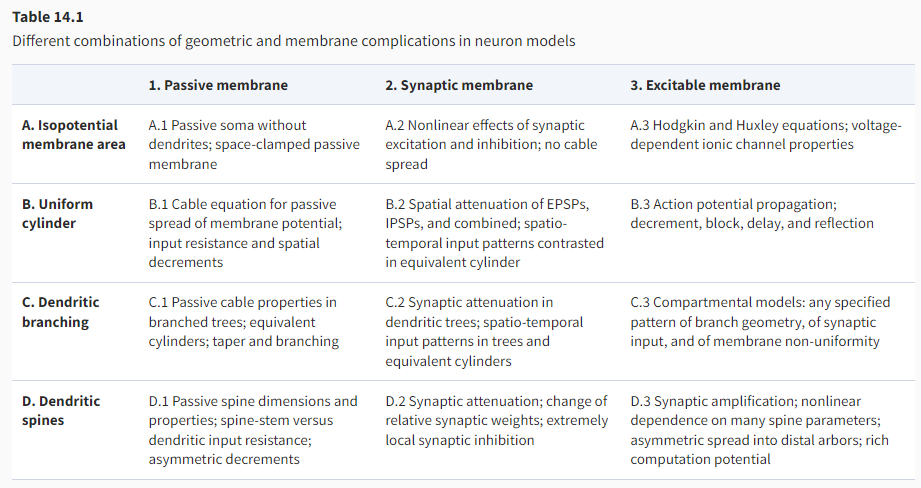 Table 14.1
Different combinations of geometric and membrane complications in neuron models
1. Passive membrane
2. Synaptic membrane
3. Excitable membrane
A. Isopotential
membrane area
A.1 Passive soma without
dendrites; space-clamped passive
membrane
A.2 Nonlinear effects of synaptic
excitation and inhibition; no cable
spread
A.3 Hodgkin and Huxley equations; voltage-
dependent ionic channel properties
B. Uniform
cylinder
B.1 Cable equation for passive
spread of membrane potential;
input resistance and spatial
decrements
B.2 Spatial attenuation of EPSPs,
IPSPs, and combined; spatio-
temporal input patterns contrasted
in equivalent cylinder
B.3 Action potential propagation;
decrement, block, delay, and reflection
C. Dendritic
branching
C.1 Passive cable properties in
branched trees; equivalent
cylinders; taper and branching
C.2 Synaptic attenuation in
dendritic trees; spatio-temporal
input patterns in trees and
equivalent cylinders
C.3 Compartmental models: any specified
pattern of branch geometry, of synaptic
input, and of membrane non-uniformity
D. Dendritic
spines
D.1 Passive spine dimensions and
properties; spine-stem versus
dendritic input resistance;
asymmetric decrements
D.2 Synaptic attenuation; change of
relative synaptic weights; extremely
local synaptic inhibition
D.3 Synaptic amplification; nonlinear
dependence on many spine parameters;
asymmetric spread into distal arbors; rich
computation potential